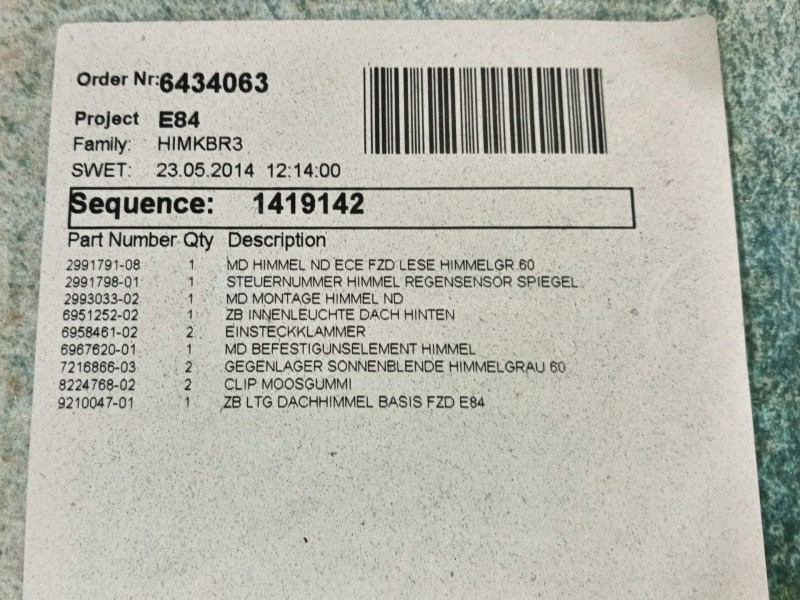 Order Nr:6434063
Project E84
Family: HIMKBR3
SWET: 23.05.2014 12:14:00
Sequence: 1419142
Part Number Qty Description
2991791-08 1 MD HIMMEL ND ECE FZD LESE HIMMELGR.60
2991798-01 1 STEUERNUMMER HIMMEL REGENSENSOR SPIEGEL
2993033-02 1 MD MONTAGE HIMMEL ND
6951252-02 1 ZB INNENLEUCHTE DACH HINTEN
6958461-02 2 EINSTECKKLAMMER
6967620-01 1 MD BEFESTIGUNSELEMENT HIMMEL
7216866-03 2 GEGENLAGER SONNENBLENDE HIMMELGRAU 60
8224768-02 2 CLIP MOOSGUMMI
9210047-01 1 ZB LTG DACHHIMMEL BASIS FZD E84